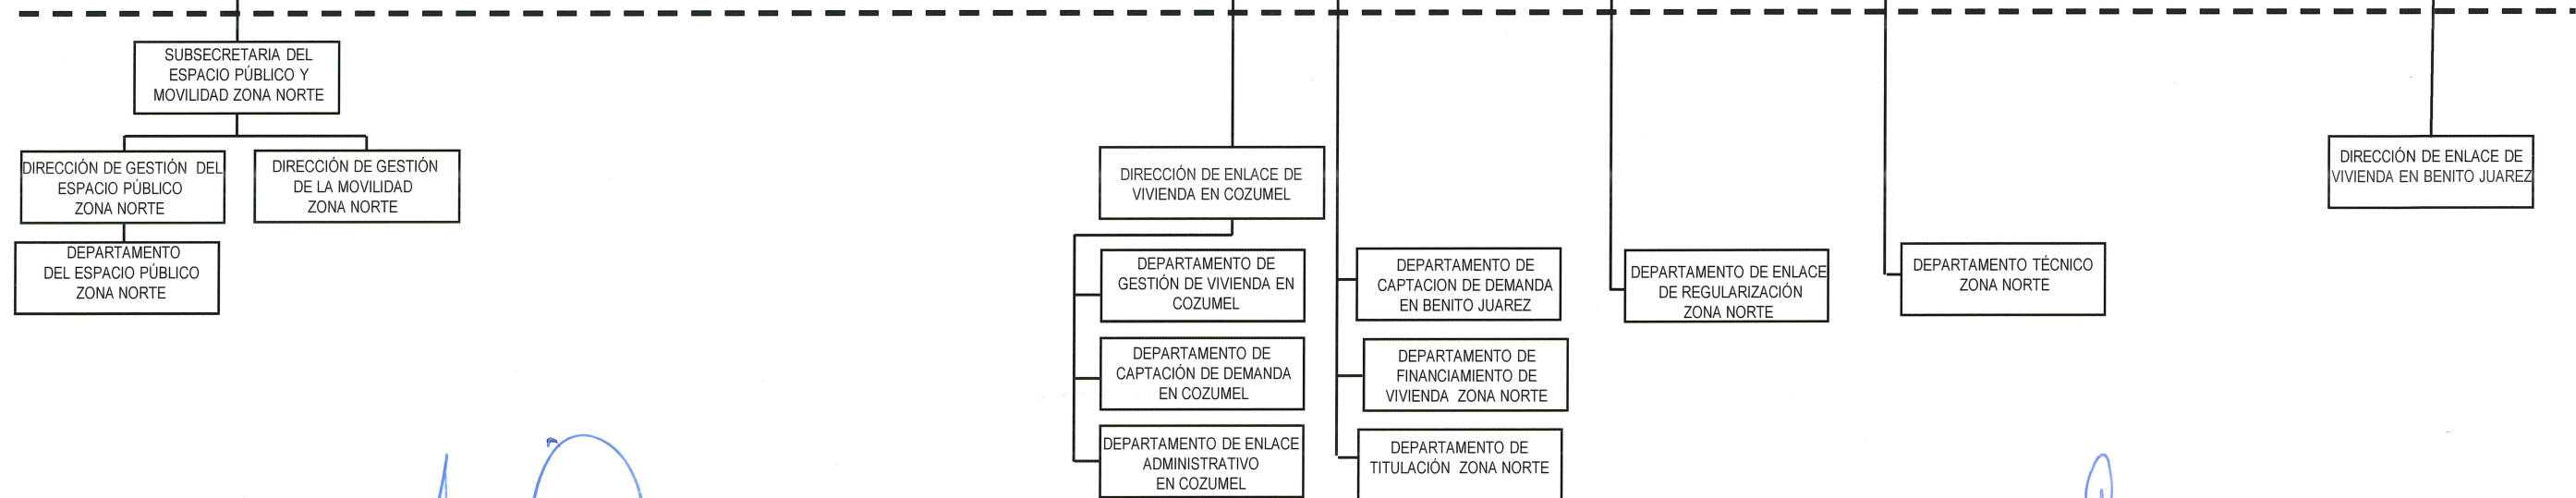 SUBSECRETARIA DEL
ESPACIO PÚBLICO Y
MOVILIDAD ZONA NORTE
DIRECCIÓN DE GESTIÓN DEL
ESPACIO PÚBLICO
ZONA NORTE
DIRECCIÓN DE GESTIÓN
DE LA MOVILIDAD
ZONA NORTE
DEPARTAMENTO
DEL ESPACIO PÚBLICO
ZONA NORTE
DIRECCIÓN DE ENLACE DE
VIVIENDA EN COZUMEL
DEPARTAMENTO DE
GESTIÓN DE VIVIENDA EN
COZUMEL
DEPARTAMENTO DE
CAPTACIÓN DE DEMANDA
EN COZUMEL
DEPARTAMENTO DE ENLACE
ADMINISTRATIVO
EN COZUMEL
DEPARTAMENTO DE
CAPTACION DE DEMANDA
EN BENITO JUAREZ
DEPARTAMENTO DE
FINANCIAMIENTO DE
VIVIENDA ZONA NORTE
DEPARTAMENTO DE
TITULACIÓN ZONA NORTE
DEPARTAMENTO DE ENLACE
DE REGULARIZACIÓN
ZONA NORTE
DEPARTAMENTO TÉCNICO
ZONA NORTE
DIRECCIÓN DE ENLACE DE
VIVIENDA EN BENITO JUAREZ